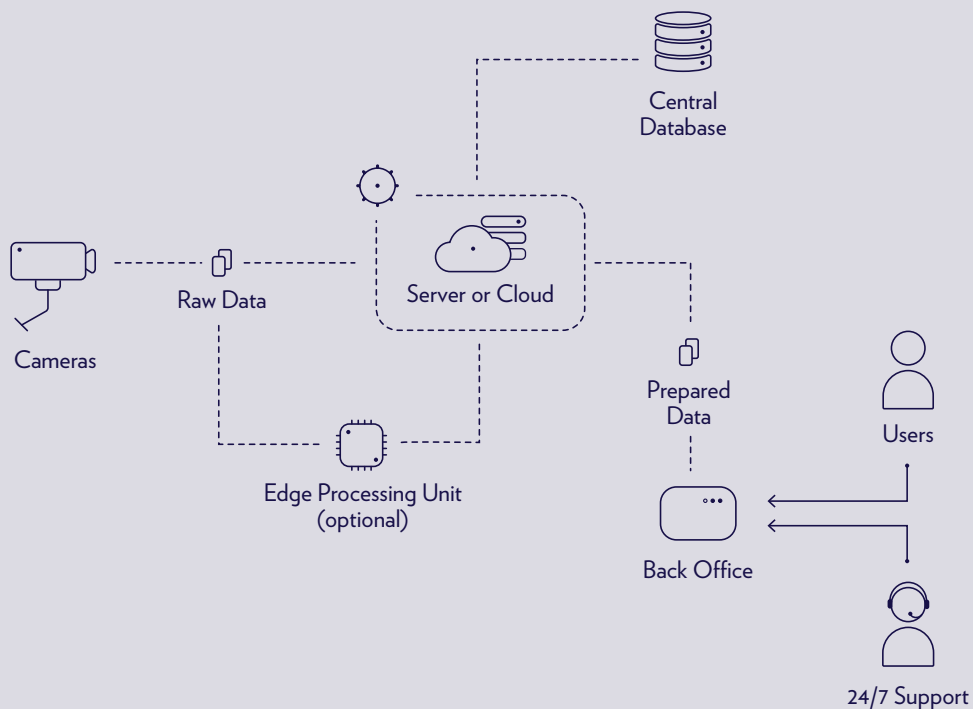 Central
Database
Server or Cloud
Raw Data
Cameras
Prepared
Data
Users
Edge Processing Unit
(optional)
Back Office
24/7 Support